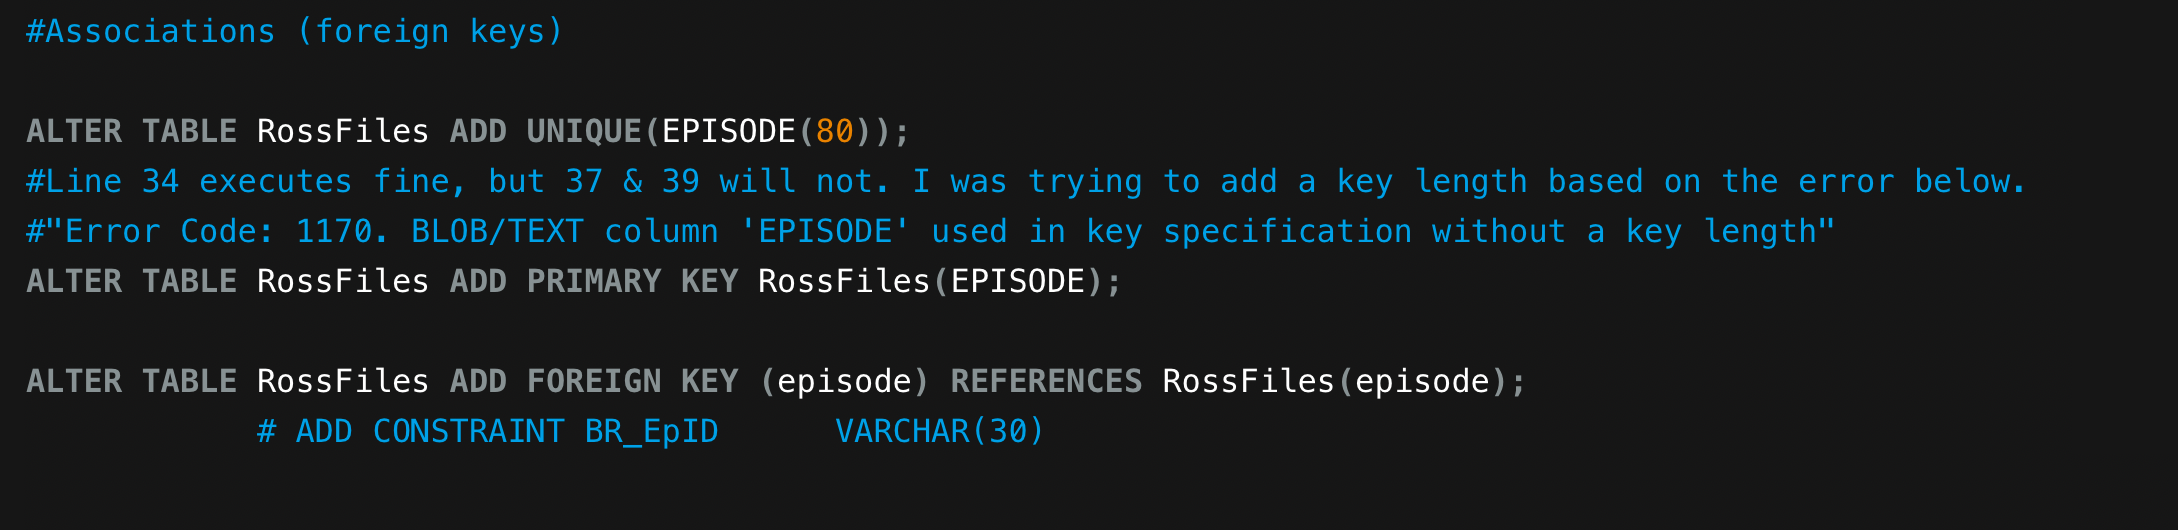 #Associations (foreign keys)
ALTER TABLE RossFiles ADD UNIQUE(EPISODE(80));
#Line 34 executes fine, but 37 & 39 will not. I was trying to add a key length based on the error below.
#"Error Code: 1170. BLOB/TEXT column 'EPISODE' used in key specification without a key length"
ALTER TABLE RossFiles ADD PRIMARY KEY RossFiles(EPISODE);
ALTER TABLE RossFiles ADD FOREIGN KEY (episode) REFERENCES RossFiles(episode);
# ADD CONSTRAINT BR_EpID      VARCHAR(30)